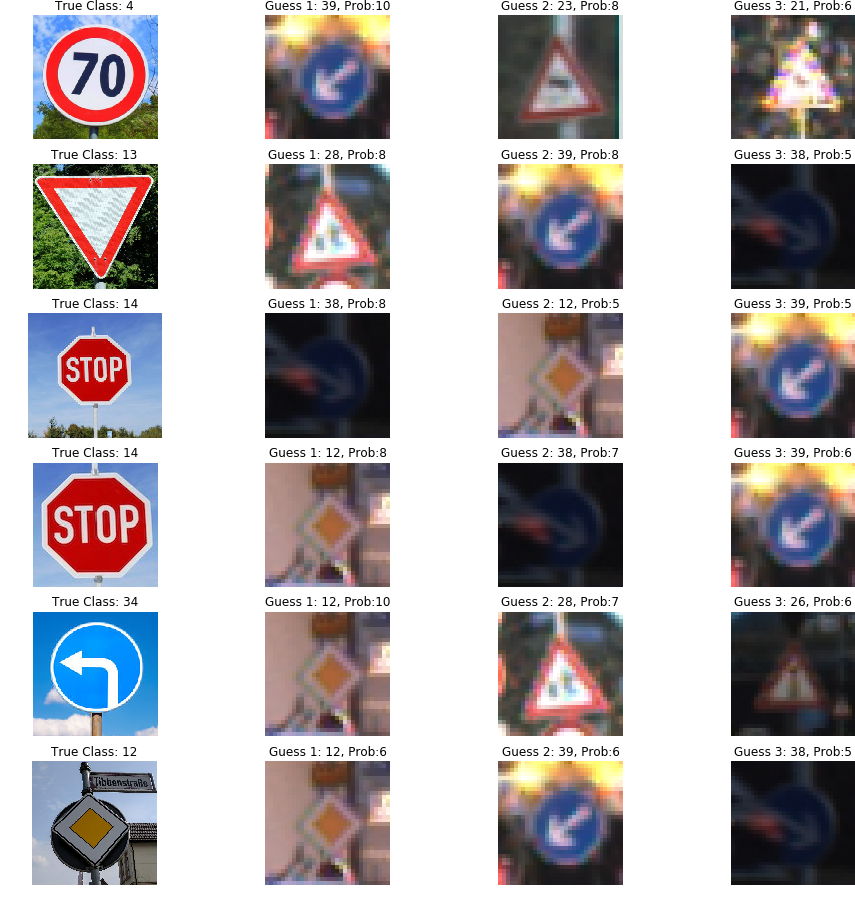 True Class: 4
Guess 1: 39, Prob:10
Guess 2: 23, Prob:8
Guess 3: 21, Prob:6
70
True Class: 13
Guess 1: 28, Prob:8
Guess 2: 39, Prob:8
Guess 3: 38, Prob:5
True Class: 14
Guess 1: 38, Prob:8
Guess 2: 12, Prob:5
Guess 3: 39, Prob:5
STOP
True Class: 14
Guess 1: 12, Prob:8
Guess 2: 38, Prob:7
Guess 3: 39, Prob:6
STOP
True Class: 34
Guess 1: 12, Prob:10
Guess 2: 28, Prob:7
Guess 3: 26, Prob:6
True Class: 12
Guess 1: 12, Prob:6
Guess 2: 39, Prob:6
Guess 3: 38, Prob:5
Tibbenstraße